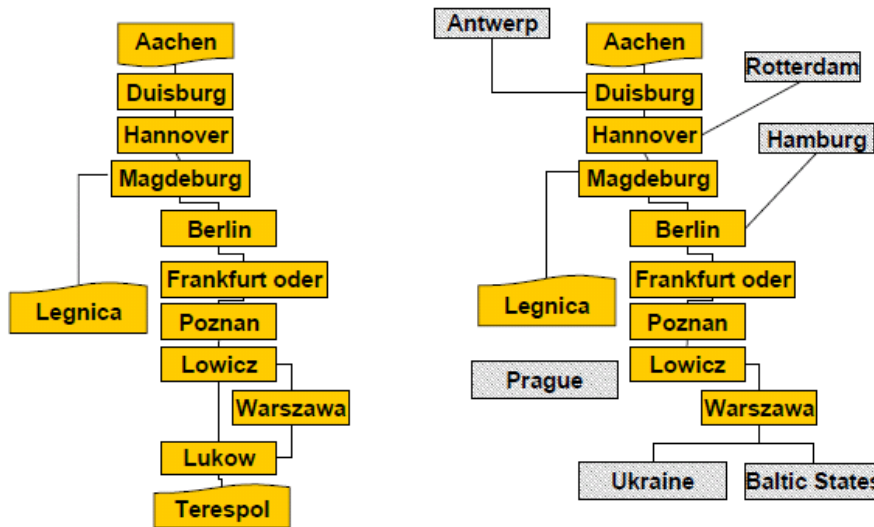 Aachen
Duisburg
Hannover
Magdeburg
Berlin
Frankfurt oder
Legnica
Poznan
Lowicz
Warszawa
Lukow
Terespol
Antwerp
Aachen
Rotterdam
Duisburg
Hannover
Hamburg
Magdeburg
Berlin
Frankfurt oder
Legnica
Poznan
Lowicz
Prague
Warszawa
Ukraine
Baltic States